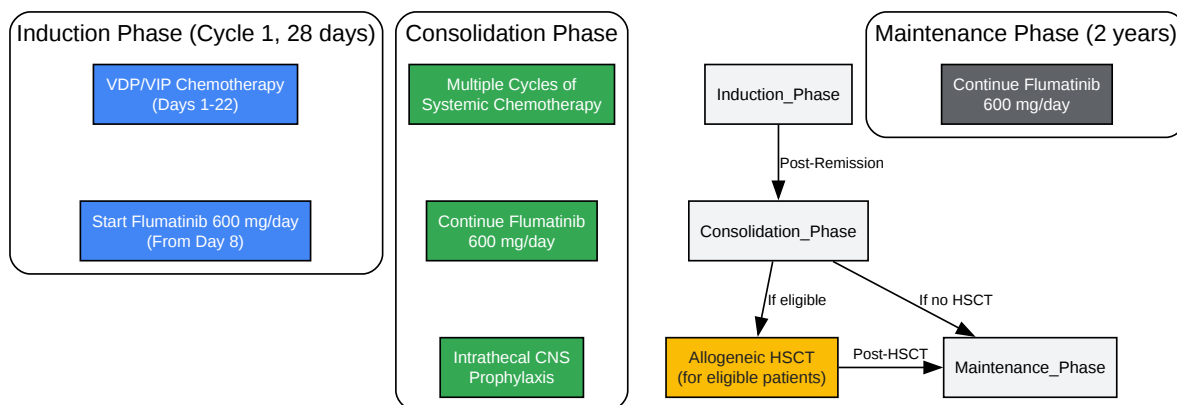 Induction Phase (Cycle 1, 28 days)
VDP/VIP Chemotherapy
(Days 1-22)
Start Flumatinib 600 mg/day
(From Day 8)
Consolidation Phase
Multiple Cycles of
Systemic Chemotherapy
Continue Flumatinib
600 mg/day
Intrathecal CNS
Prophylaxis
Induction_Phase
Post-Remission
Consolidation_Phase
If eligible
If no HSCT
Allogeneic HSCT
(for eligible patients)
Post-HSCT
Maintenance_Phase
Maintenance Phase (2 years)
Continue Flumatinib
600 mg/day